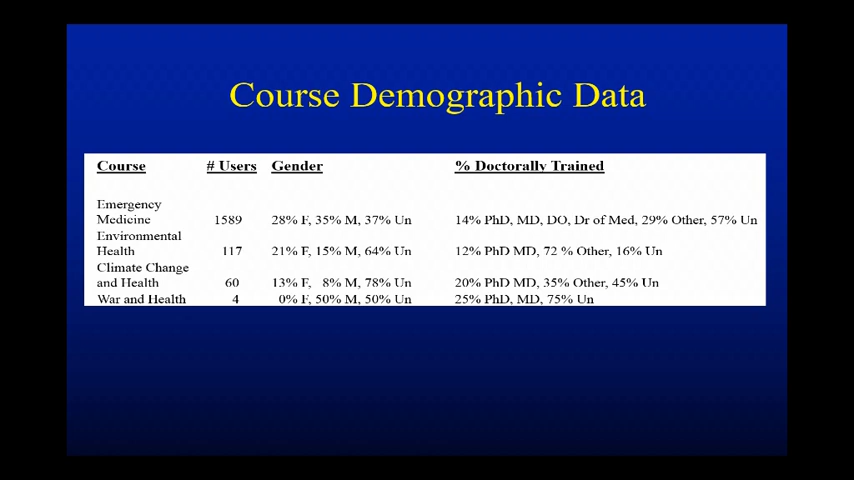 Course Demographic Data
Course # Users Gender % Doctorally Trained
Emergency
Medicine 1589 28% F, 35% M, 37% Un 14% PhD, MD, DO, Dr of Med, 29% Other, 57% Un
Environmental
Health 117 21% F, 15% M, 64% Un 12% PhD MD, 72 % Other, 16% Un
Climate Change
and Health 60 13% F, 8% M, 78% Un 20% PhD MD, 35% Other, 45% Un
War and Health 4 0% F, 50% M, 50% Un 25% PhD, MD, 75% Un